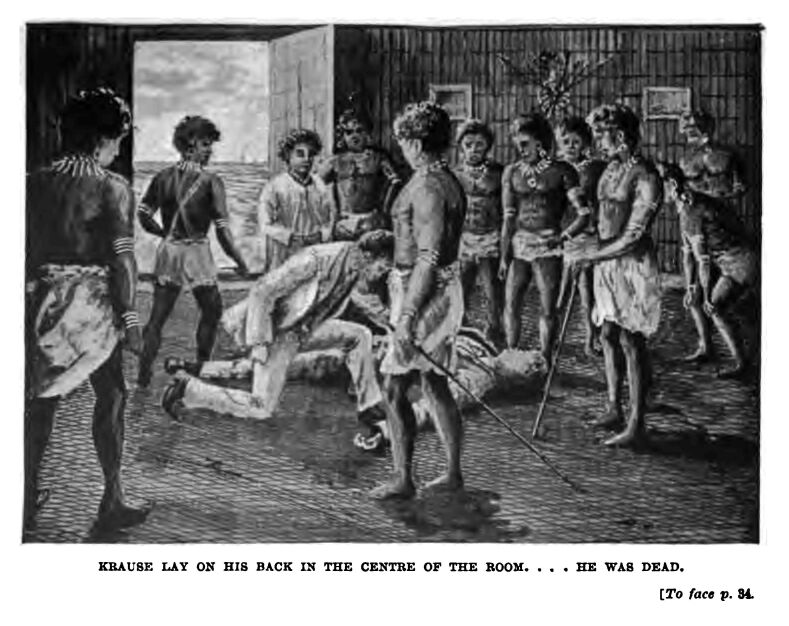 KRAUSE LAY ON HIS BACK IN THE CENTRE OF THE ROOM. . . . HE WAS DEAD.
[To face p. 34.